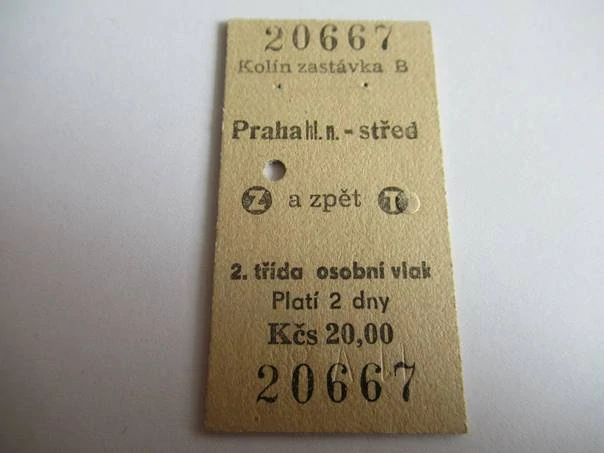 20667
Kolín zastávka B
Praha hl. n. - střed
Z a zpět T
2. třída osobní vlak
Platí 2 dny
Kčs 20,00
20667